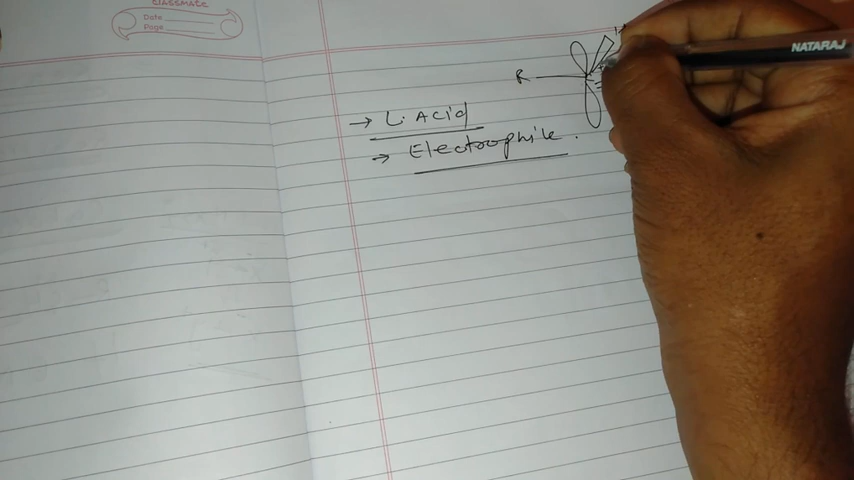 CLASSMATE
Date
Page
R
→ L. Acid
→ Electrophile.
NATARAJ